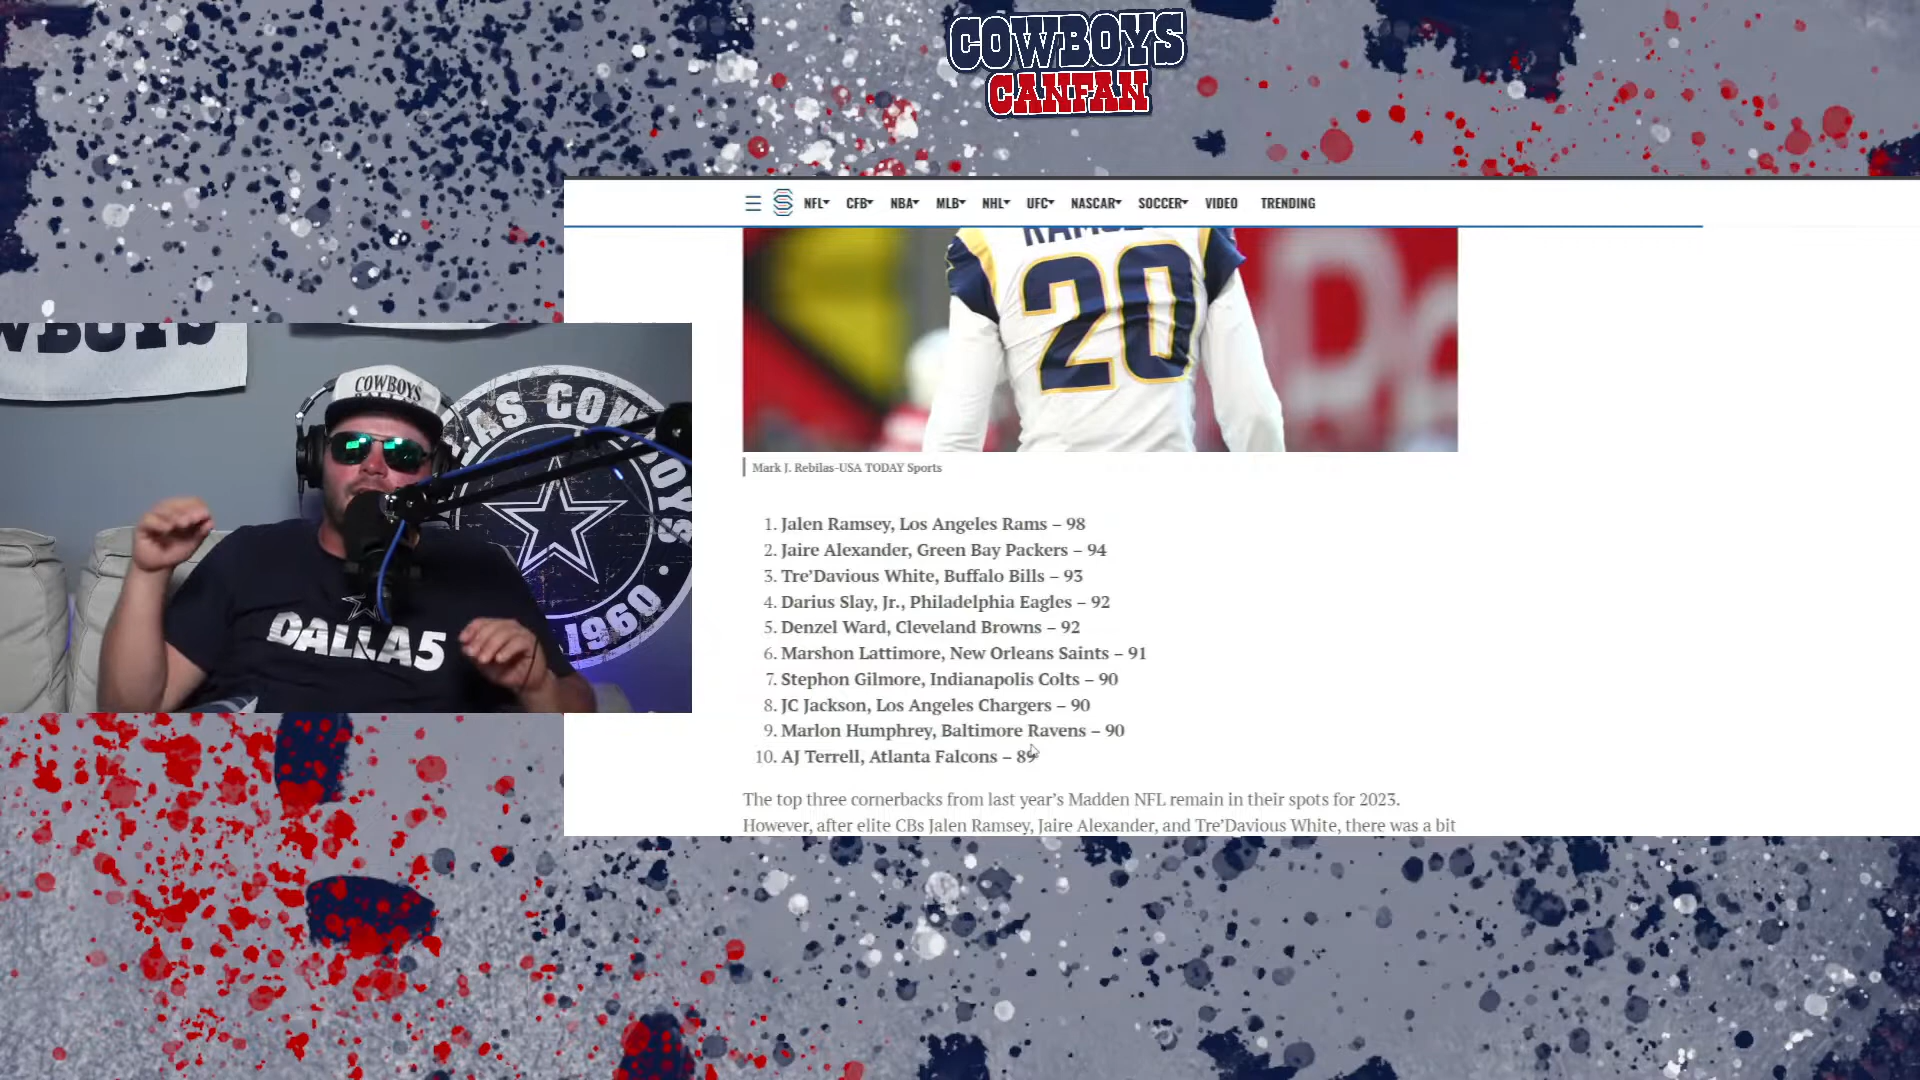 COWBOYS
CANFAN
NFL CFB NBA MLB NHL UFC NASCAR SOCCER VIDEO TRENDING
20
Mark J. Rebilas-USA TODAY Sports
1. Jalen Ramsey, Los Angeles Rams – 98
2. Jaire Alexander, Green Bay Packers – 94
3. Tre’Davious White, Buffalo Bills – 93
4. Darius Slay, Jr., Philadelphia Eagles – 92
5. Denzel Ward, Cleveland Browns – 92
6. Marshon Lattimore, New Orleans Saints – 91
7. Stephon Gilmore, Indianapolis Colts – 90
8. JC Jackson, Los Angeles Chargers – 90
9. Marlon Humphrey, Baltimore Ravens – 90
10. AJ Terrell, Atlanta Falcons – 89
The top three cornerbacks from last year’s Madden NFL remain in their spots for 2023.
However, after elite CBs Jalen Ramsey, Jaire Alexander, and Tre’Davious White, there was a bit
COWBOYS
DALLA5
1960